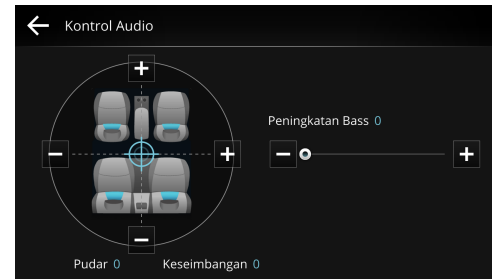 Kontrol Audio
Peningkatan Bass 0
Pudar 0 Keseimbangan 0